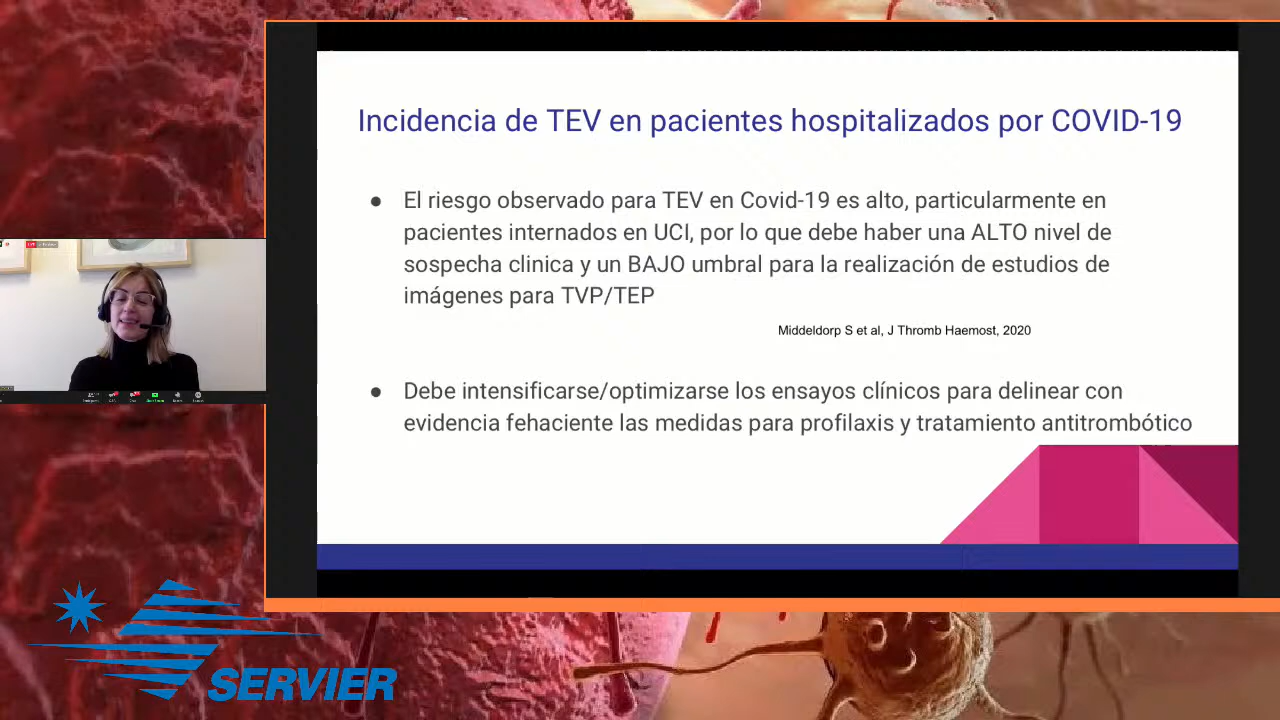 Incidencia de TEV en pacientes hospitalizados por COVID-19
● El riesgo observado para TEV en Covid-19 es alto, particularmente en
pacientes internados en UCI, por lo que debe haber una ALTO nivel de
sospecha clinica y un BAJO umbral para la realización de estudios de
imágenes para TVP/TEP
Middeldorp S et al, J Thromb Haemost, 2020
● Debe intensificarse/optimizarse los ensayos clínicos para delinear con
evidencia fehaciente las medidas para profilaxis y tratamiento antitrombótico
SERVIER